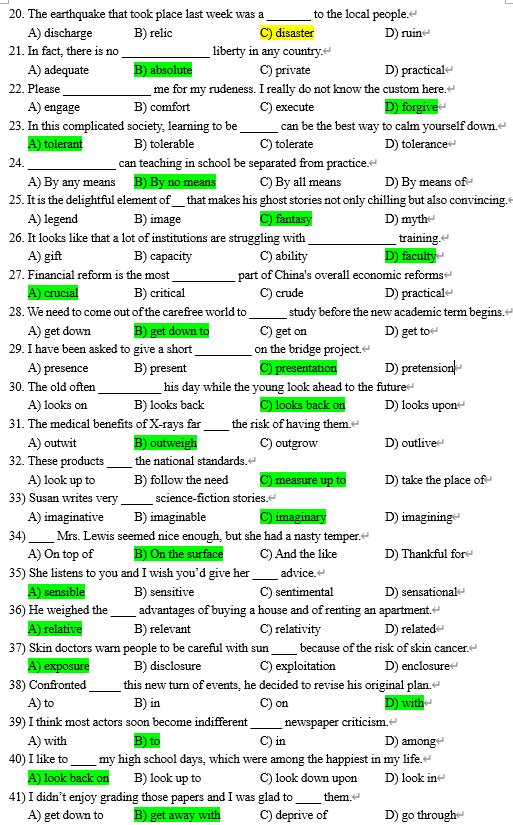 20. The earthquake that took place last week was a _______ to the local people.↵
A) discharge B) relic C) disaster D) ruin↵
21. In fact, there is no ______________ liberty in any country.↵
A) adequate B) absolute C) private D) practical↵
22. Please ______________ me for my rudeness. I really do not know the custom here.↵
A) engage B) comfort C) execute D) forgive↵
23. In this complicated society, learning to be ______ can be the best way to calm yourself down.↵
A) tolerant B) tolerable C) tolerate D) tolerance↵
24. ______________ can teaching in school be separated from practice.↵
A) By any means B) By no means C) By all means D) By means of↵
25. It is the delightful element of __ that makes his ghost stories not only chilling but also convincing.↵
A) legend B) image C) fantasy D) myth↵
26. It looks like that a lot of institutions are struggling with ______________ training.↵
A) gift B) capacity C) ability D) faculty↵
27. Financial reform is the most __________ part of China's overall economic reforms↵
A) crucial B) critical C) crude D) practical↵
28. We need to come out of the carefree world to ______ study before the new academic term begins.↵
A) get down B) get down to C) get on D) get to↵
29. I have been asked to give a short _________ on the bridge project.↵
A) presence B) present C) presentation D) pretension↵
30. The old often __________ his day while the young look ahead to the future↵
A) looks on B) looks back C) looks back on D) looks upon↵
31. The medical benefits of X-rays far ____ the risk of having them.↵
A) outwit B) outweigh C) outgrow D) outlive↵
32. These products ____ the national standards.↵
A) look up to B) follow the need C) measure up to D) take the place of↵
33) Susan writes very _____ science-fiction stories.↵
A) imaginative B) imaginable C) imaginary D) imagining↵
34) ____ Mrs. Lewis seemed nice enough, but she had a nasty temper.↵
A) On top of B) On the surface C) And the like D) Thankful for↵
35) She listens to you and I wish you'd give her ____ advice.↵
A) sensible B) sensitive C) sentimental D) sensational↵
36) He weighed the ____ advantages of buying a house and of renting an apartment.↵
A) relative B) relevant C) relativity D) related↵
37) Skin doctors warn people to be careful with sun ____ because of the risk of skin cancer.↵
A) exposure B) disclosure C) exploitation D) enclosure↵
38) Confronted _____ this new turn of events, he decided to revise his original plan.↵
A) to B) in C) on D) with↵
39) I think most actors soon become indifferent _____ newspaper criticism.↵
A) with B) to C) in D) among↵
40) I like to ____ my high school days, which were among the happiest in my life.↵
A) look back on B) look up to C) look down upon D) look in↵
41) I didn't enjoy grading those papers and I was glad to ____ them.↵
A) get down to B) get away with C) deprive of D) go through↵